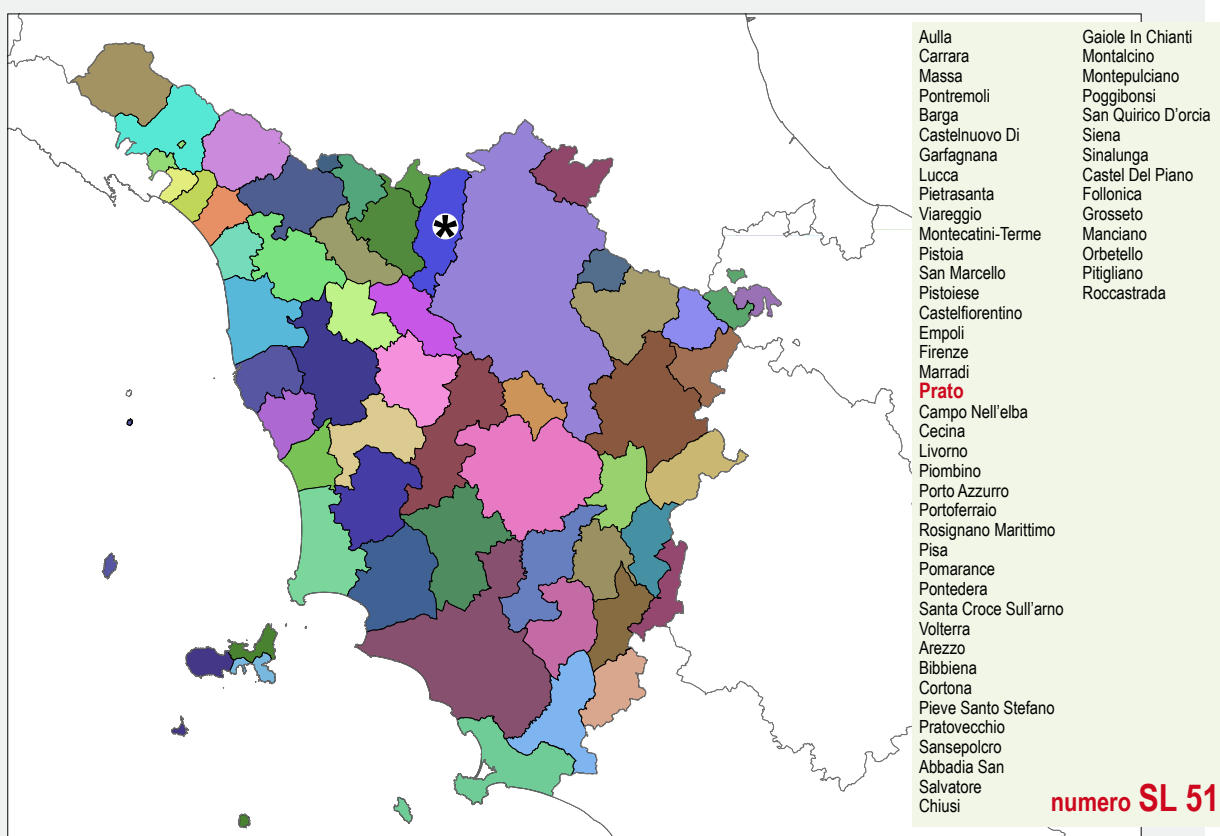 Aulla
Carrara
Massa
Pontremoli
Barga
Castelnuovo Di
Garfagnana
Lucca
Pietrasanta
Viareggio
Montecatini-Terme
Pistoia
San Marcello
Pistoiese
Castelfiorentino
Empoli
Firenze
Marradi
Prato
Campo Nell'elba
Cecina
Livorno
Piombino
Porto Azzurro
Portoferraio
Rosignano Marittimo
Pisa
Pomarance
Pontedera
Santa Croce Sull'arno
Volterra
Arezzo
Bibbiena
Cortona
Pieve Santo Stefano
Pratovecchio
Sansepolcro
Abbadia San
Salvatore
Chiusi
Gaiole In Chianti
Montalcino
Montepulciano
Poggibonsi
San Quirico D'orcia
Siena
Sinalunga
Castel Del Piano
Follonica
Grosseto
Manciano
Orbetello
Pitigliano
Roccastrada
numero SL 51
*